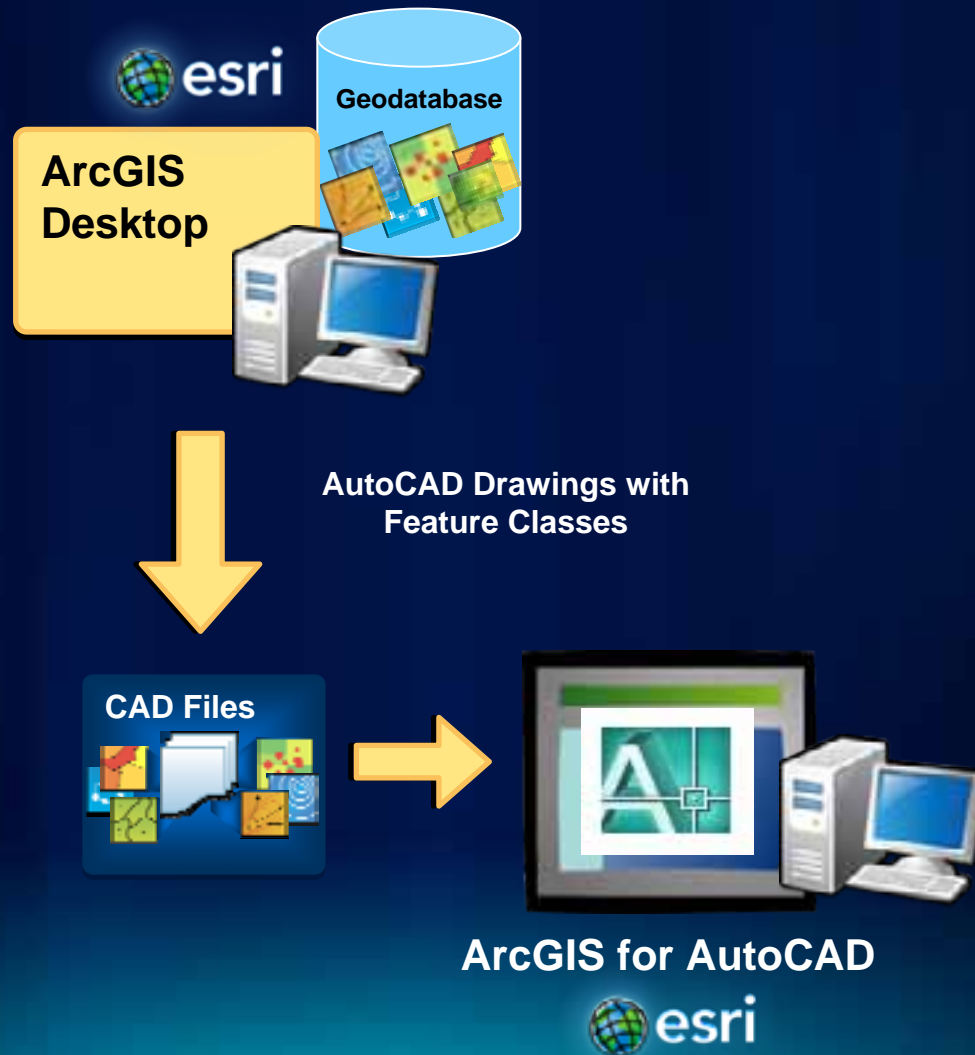 esri
Geodatabase
ArcGIS
Desktop
AutoCAD Drawings with
Feature Classes
CAD Files
A
ArcGIS for AutoCAD
esri